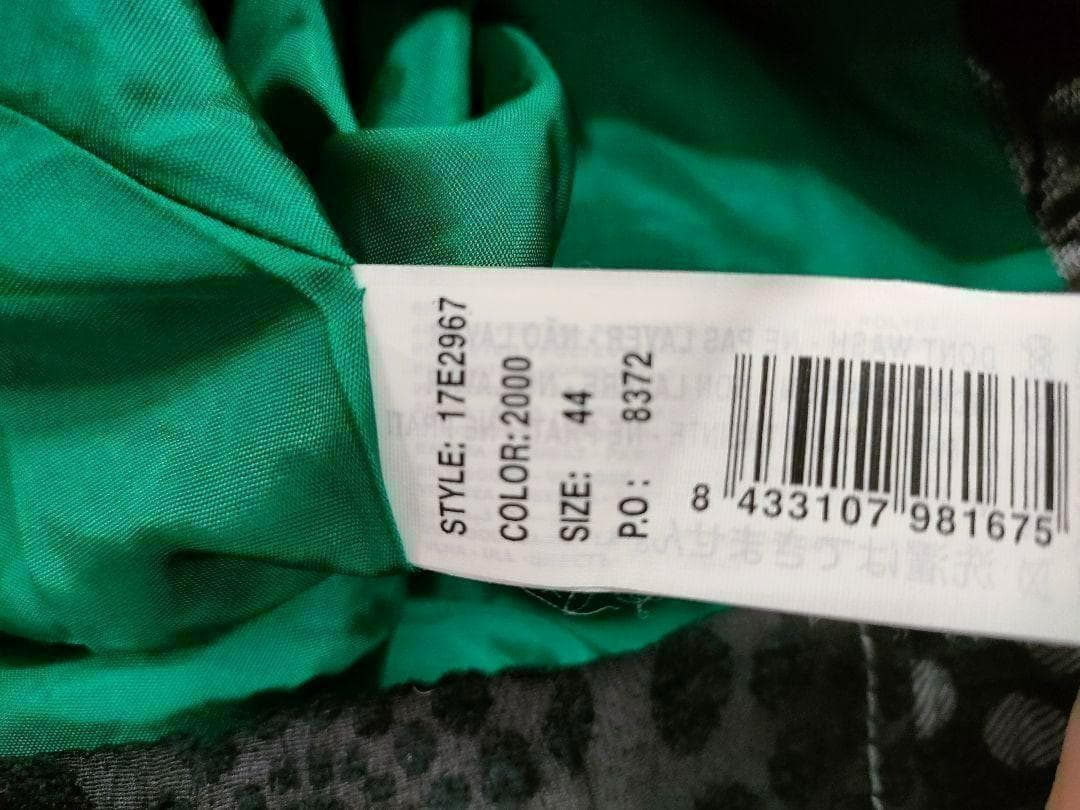 STYLE: 17E2967
COLOR: 2000
SIZE: 44
P.O : 8372
8 433107 981675